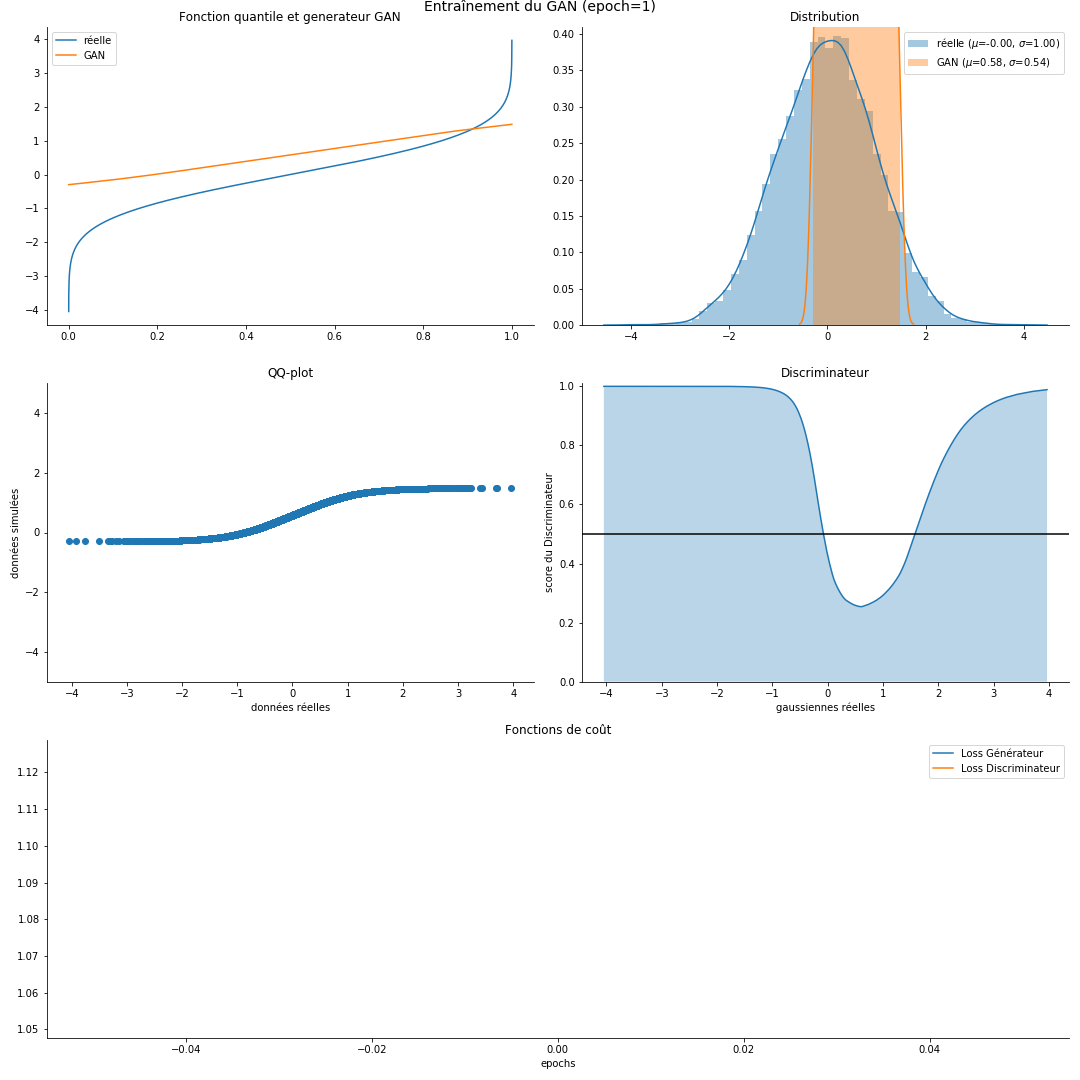 Entraînement du GAN (epoch=1)
Fonction quantile et generateur GAN
réelle
GAN
4
3
2
1
0
−1
−2
−3
−4
0.0 0.2 0.4 0.6 0.8 1.0
Distribution
réelle (μ=-0.00, σ=1.00)
GAN (μ=0.58, σ=0.54)
0.40
0.35
0.30
0.25
0.20
0.15
0.10
0.05
0.00
−4 −2 0 2 4
QQ-plot
données simulées
4
2
0
−2
−4
−4 −3 −2 −1 0 1 2 3 4
données réelles
Discriminateur
score du Discriminateur
1.0
0.8
0.6
0.4
0.2
0.0
−4 −3 −2 −1 0 1 2 3 4
gaussiennes réelles
Fonctions de coût
Loss Générateur
Loss Discriminateur
1.12
1.11
1.10
1.09
1.08
1.07
1.06
1.05
−0.04 −0.02 0.00 0.02 0.04
epochs